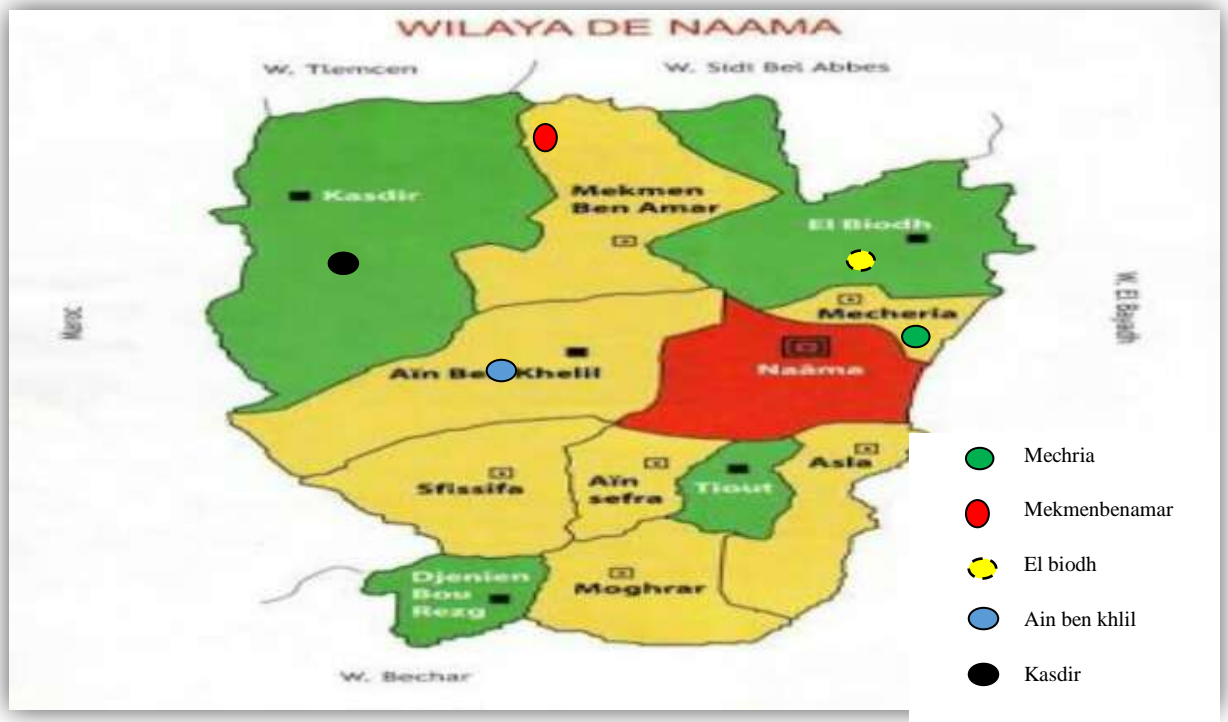 WILAYA DE NAAMA
W. Tlemcen
W. Sidi Bel Abbes
Kasdir
Mekmen
Ben Amar
El Biodh
Maroc
W. El Bayadh
Mecheria
Naâma
Aïn Be Khelil
Asla
Sfissifa
Aïn
sefra
Tiout
Djenien
Bou
Rezg
Moghrar
W. Bechar
Mechria
Mekmenbenamar
El biodh
Ain ben khlil
Kasdir